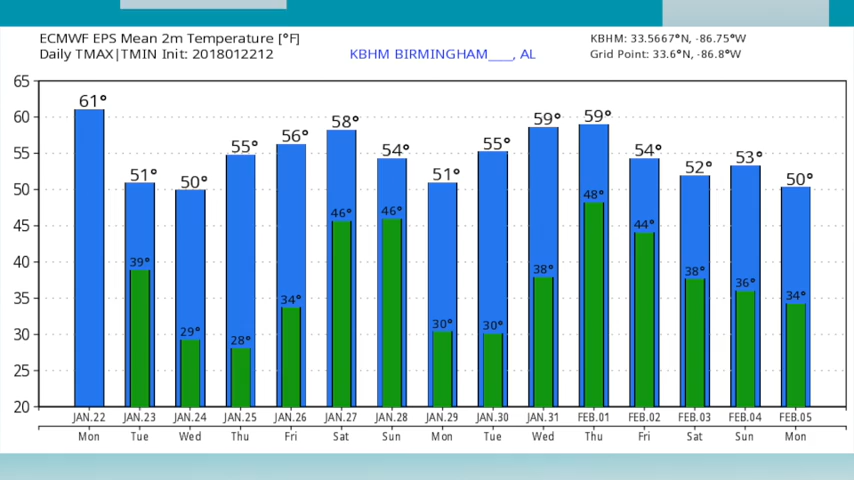 ECMWF EPS Mean 2m Temperature [°F]
KBHM: 33.5667°N, -86.75°W
Daily TMAX|TMIN Init: 2018012212
KBHM BIRMINGHAM___, AL
Grid Point: 33.6°N, -86.8°W
65
60
55
50
45
40
35
30
25
20
61° 51° 50° 55° 56° 58° 54° 51° 55° 59° 59° 54° 52° 53° 50°
39° 29° 28° 34° 46° 46° 30° 30° 38° 48° 44° 38° 36° 34°
JAN.22 JAN.23 JAN.24 JAN.25 JAN.26 JAN.27 JAN.28 JAN.29 JAN.30 JAN.31 FEB.01 FEB.02 FEB.03 FEB.04 FEB.05
Mon Tue Wed Thu Fri Sat Sun Mon Tue Wed Thu Fri Sat Sun Mon